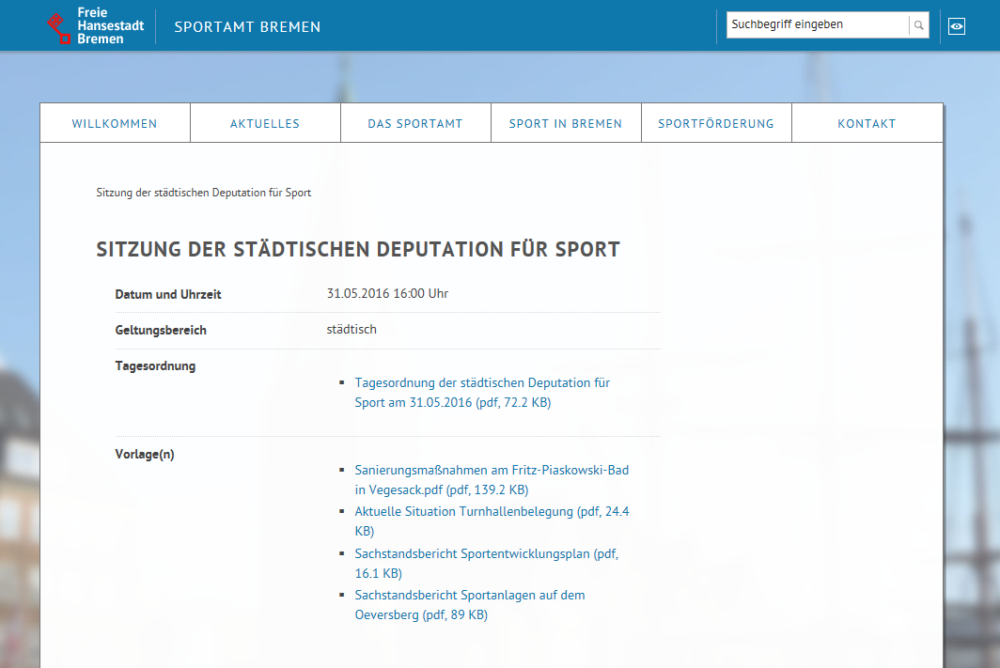 Freie
Hansestadt
Bremen
SPORTAMT BREMEN
Suchbegriff eingeben
WILLKOMMEN
AKTUELLES
DAS SPORTAMT
SPORT IN BREMEN
SPORTFÖRDERUNG
KONTAKT
Sitzung der städtischen Deputation für Sport
SITZUNG DER STÄDTISCHEN DEPUTATION FÜR SPORT
Datum und Uhrzeit
31.05.2016 16:00 Uhr
Geltungsbereich
städtisch
Tagesordnung
Tagesordnung der städtischen Deputation für
Sport am 31.05.2016 (pdf, 72.2 KB)
Vorlage(n)
Sanierungsmaßnahmen am Fritz-Piaskowski-Bad
in Vegesack.pdf (pdf, 139.2 KB)
Aktuelle Situation Turnhallenbelegung (pdf, 24.4
KB)
Sachstandsbericht Sportentwicklungsplan (pdf,
16.1 KB)
Sachstandsbericht Sportanlagen auf dem
Oeversberg (pdf, 89 KB)